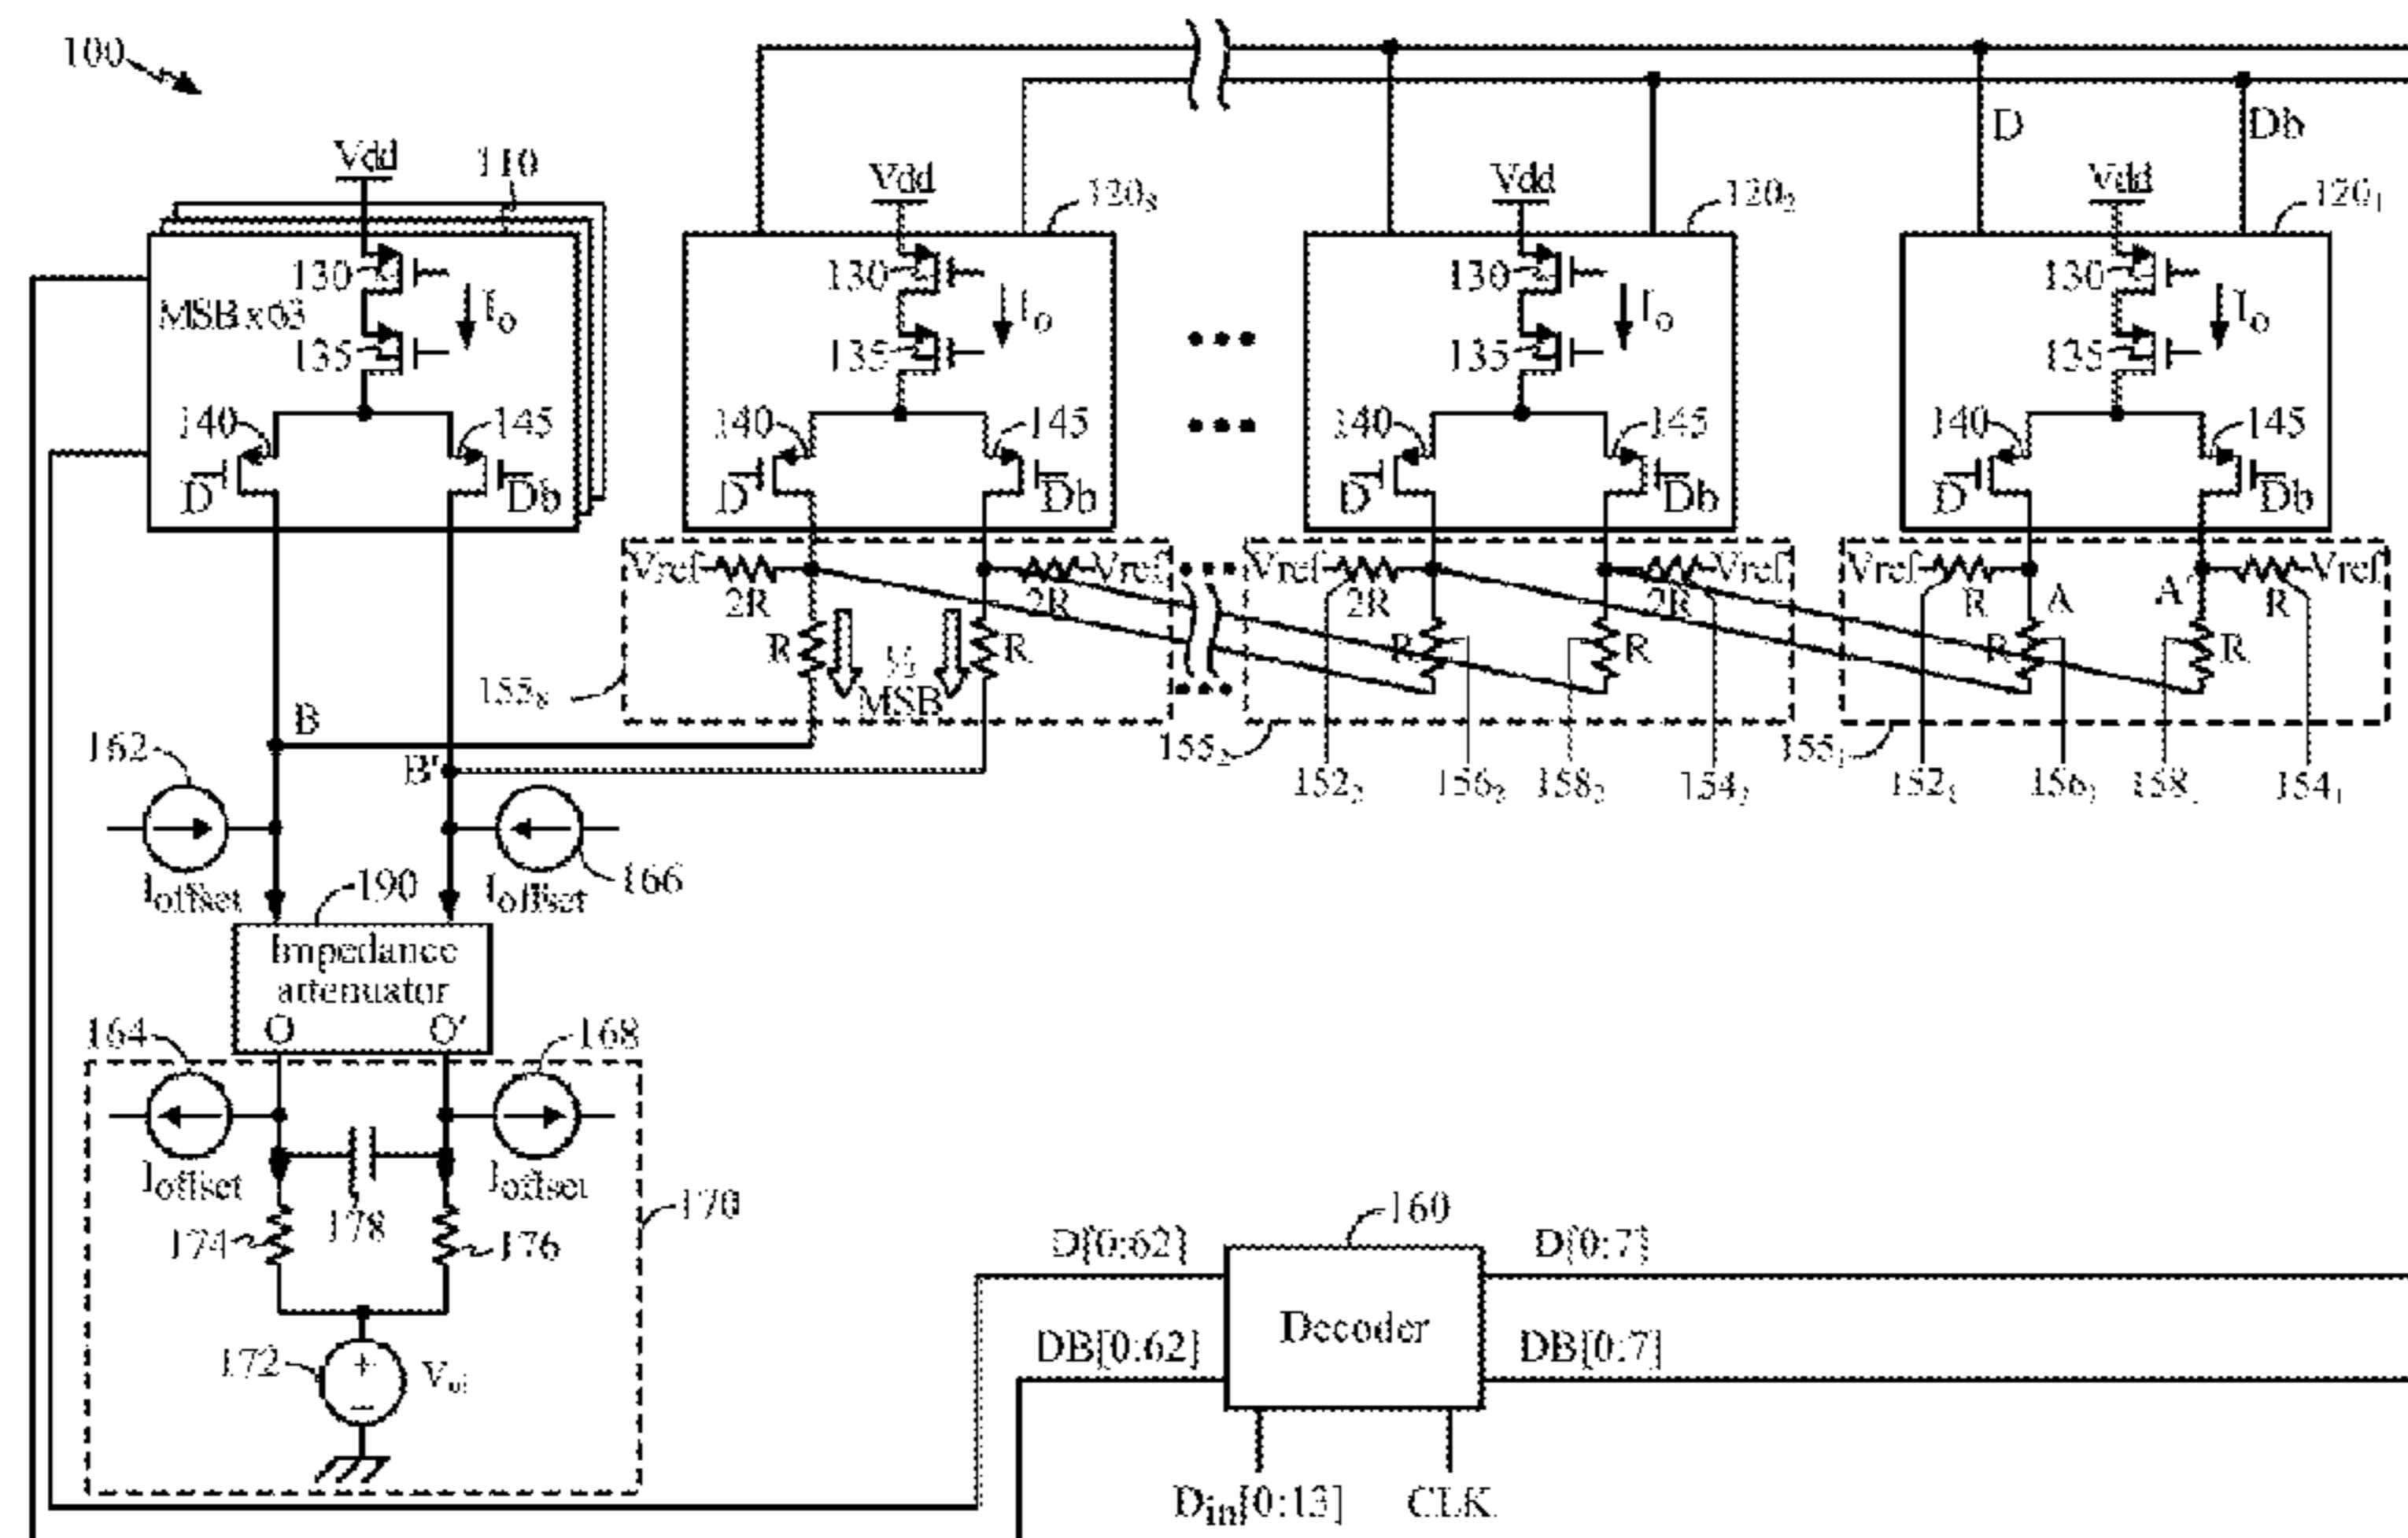 100
D
Db
Vdd
110
Vdd
120₈
Vdd
120₂
Vdd
120₁
MSB x 63
130
Iₒ
135
130
Iₒ
135
130
Iₒ
135
130
Iₒ
135
140
145
D
Db
140
145
D
Db
140
145
D
Db
140
145
D
Db
Vref
2R
2R
Vref
Vref
2R
2R
Vref
Vref
R
A
A'
R
Vref
R
½
MSB
R
R
R
R
R
155₈
155₂
155₁
152₂
156₂
158₂
154₂
152₁
156₁
158₁
154₁
B
B'
162
Ioffset
Ioffset
166
190
Impedance
attenuator
O
O'
164
168
Ioffset
Ioffset
170
174
178
176
172
+
–
D[0:62]
160
D[0:7]
DB[0:62]
Decoder
DB[0:7]
Din[0:13]
CLK